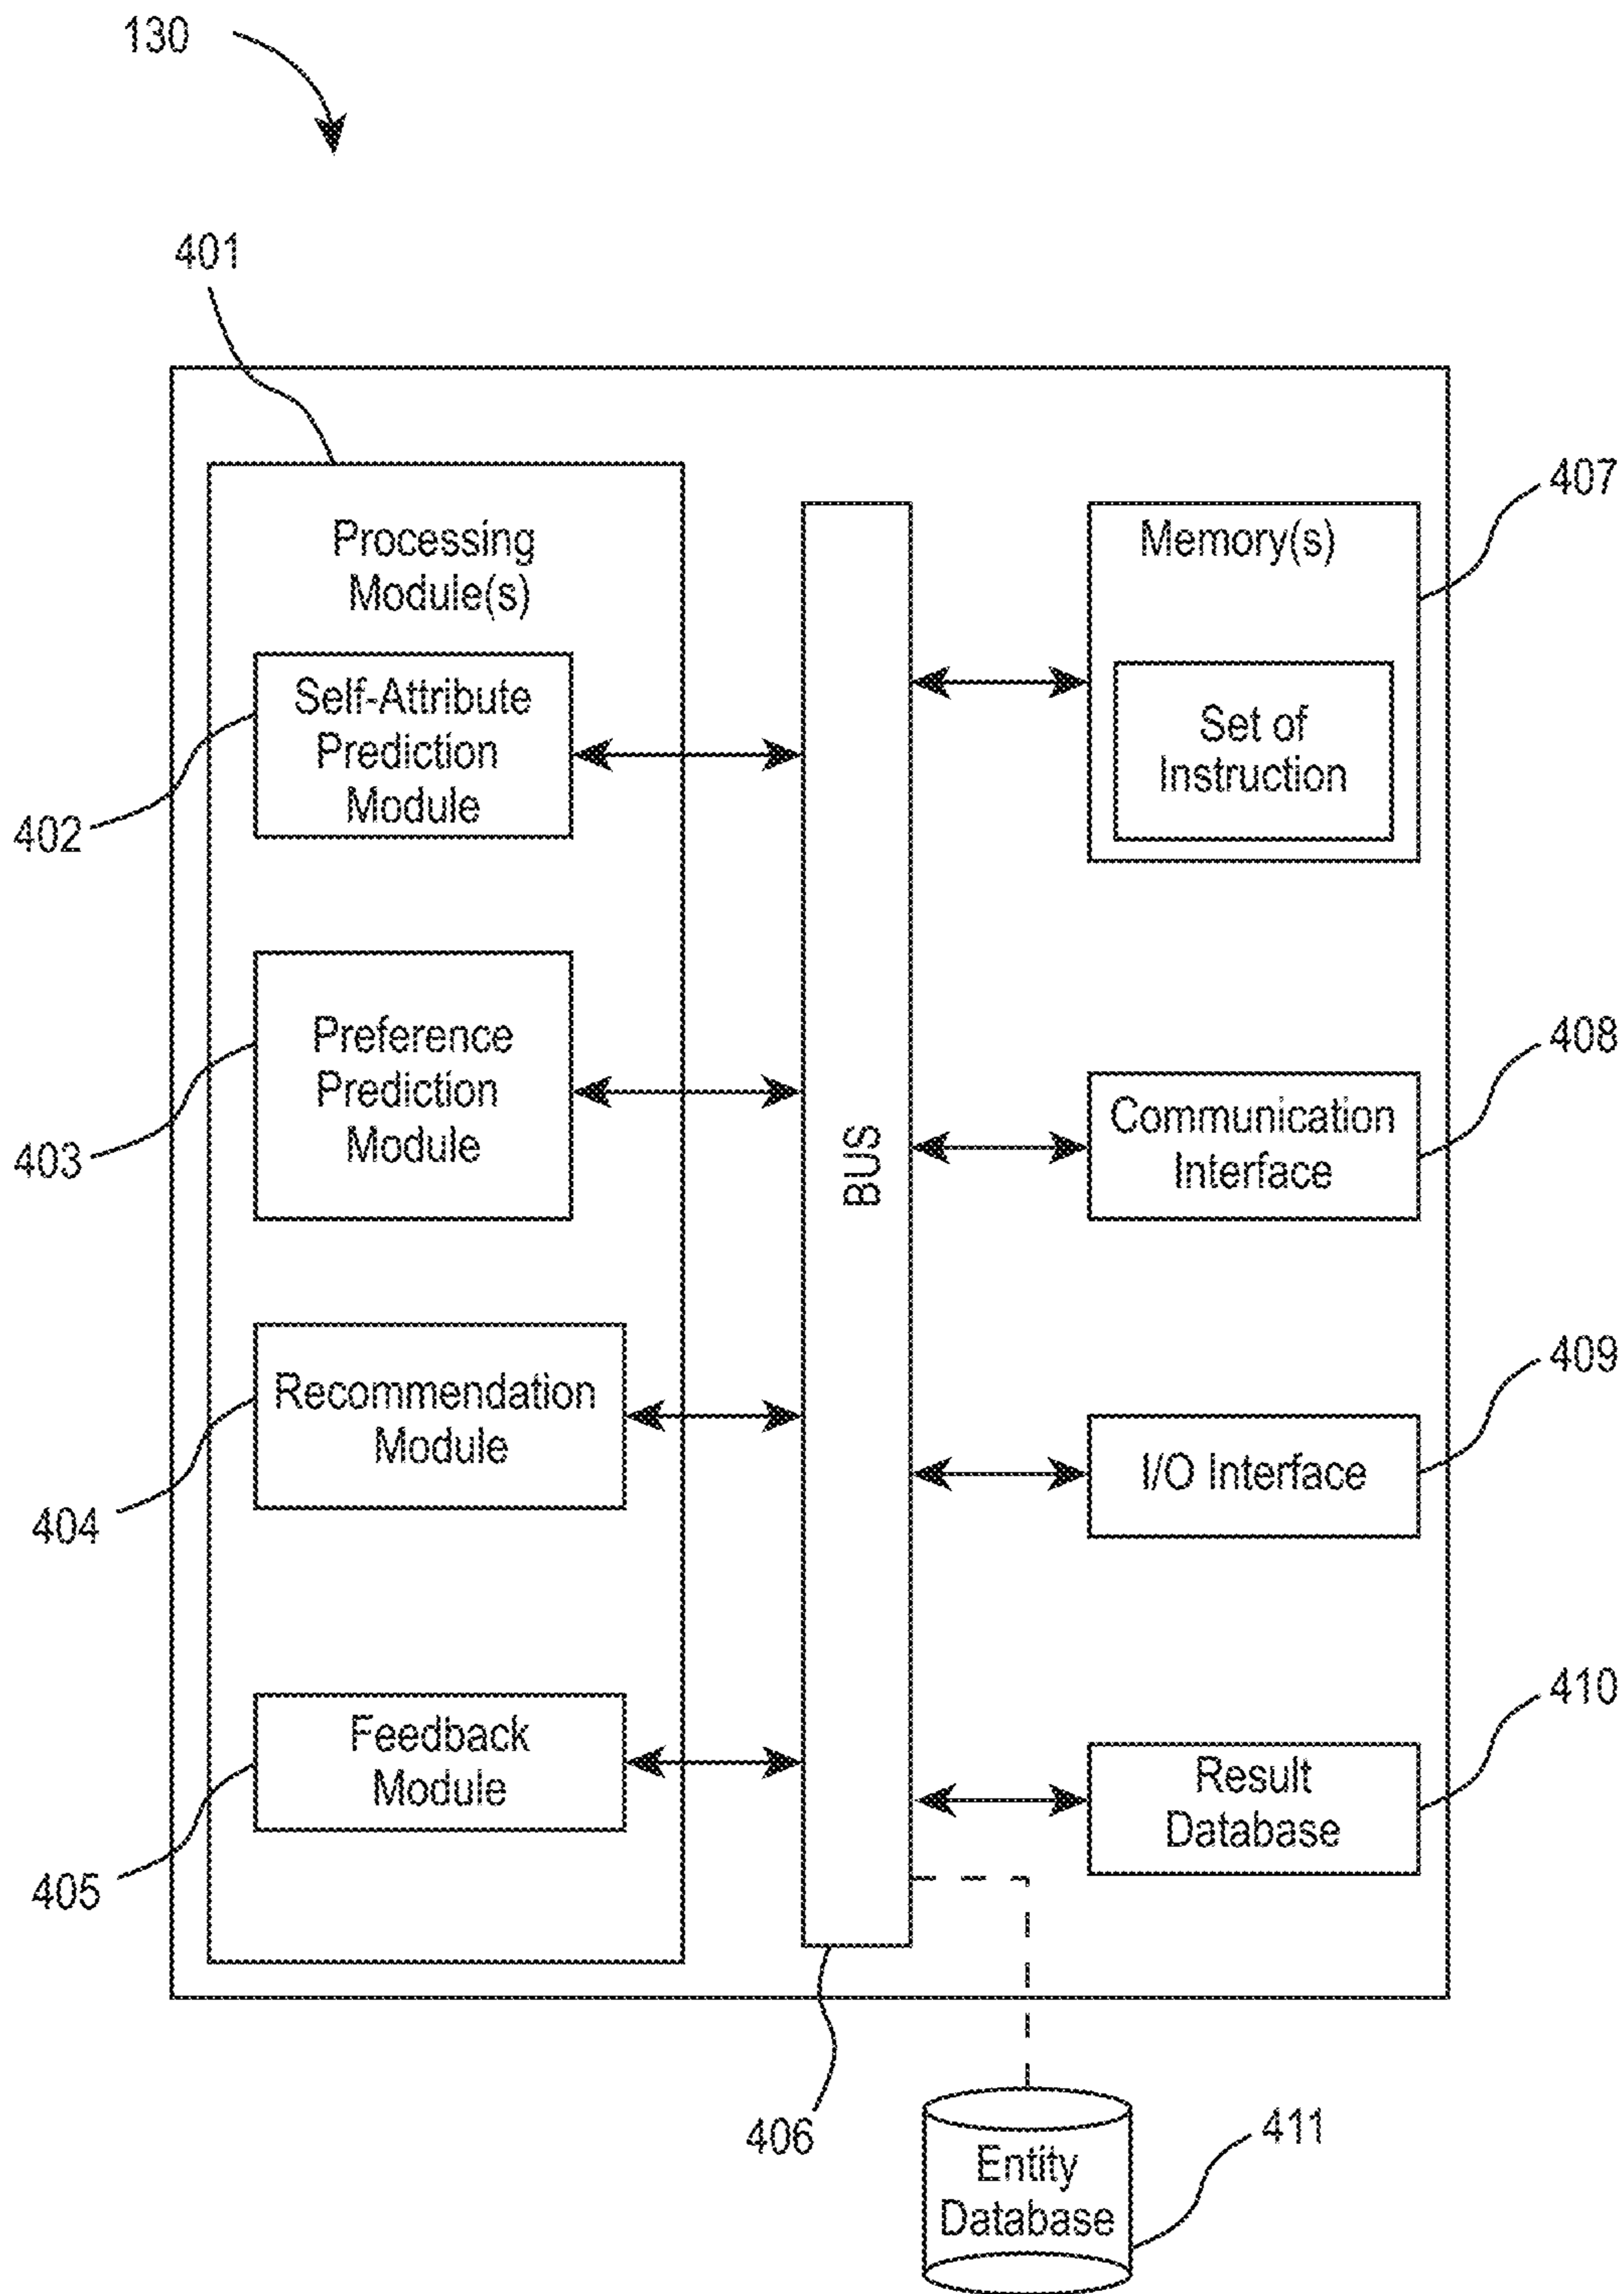 130
401
Processing
Module(s)
Self-Attribute
Prediction
Module
402
Preference
Prediction
Module
403
Recommendation
Module
404
Feedback
Module
405
BUS
406
Memory(s)
Set of
Instruction
407
Communication
Interface
408
I/O Interface
409
Result
Database
410
Entity
Database
411